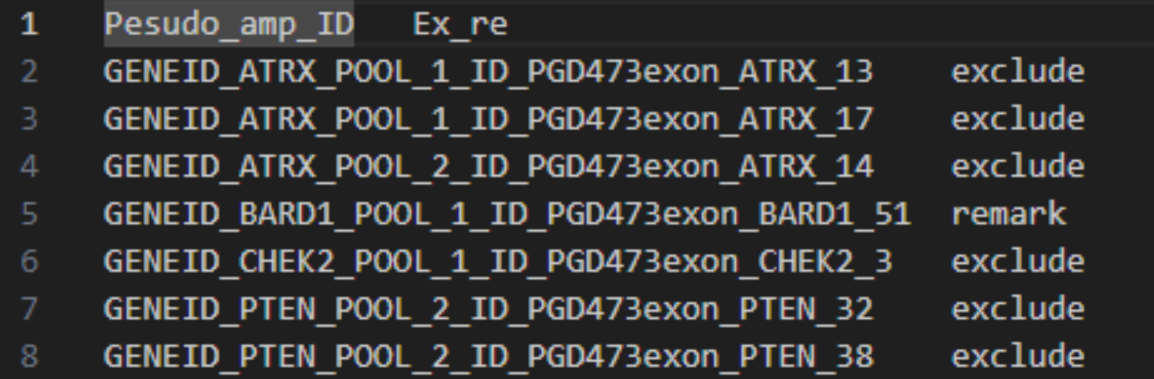 1 Pesudo_amp_ID Ex_re
2 GENEID_ATRX_POOL_1_ID_PGD473exon_ATRX_13 exclude
3 GENEID_ATRX_POOL_1_ID_PGD473exon_ATRX_17 exclude
4 GENEID_ATRX_POOL_2_ID_PGD473exon_ATRX_14 exclude
5 GENEID_BARD1_POOL_1_ID_PGD473exon_BARD1_51 remark
6 GENEID_CHEK2_POOL_1_ID_PGD473exon_CHEK2_3 exclude
7 GENEID_PTEN_POOL_2_ID_PGD473exon_PTEN_32 exclude
8 GENEID_PTEN_POOL_2_ID_PGD473exon_PTEN_38 exclude